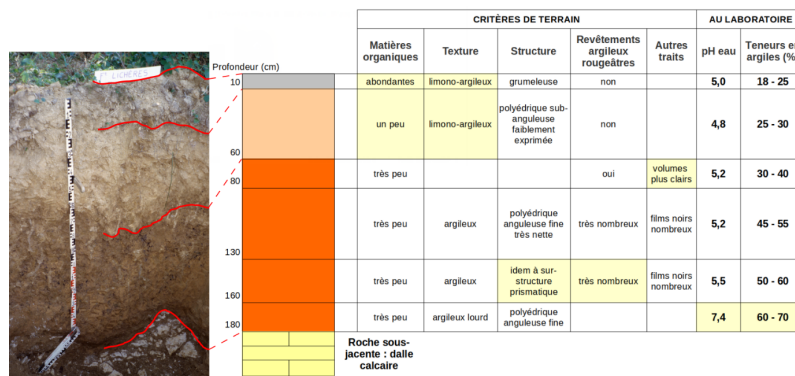 CRITÈRES DE TERRAIN
AU LABORATOIRE
Matières
organiques
Texture
Structure
Revêtements
argileux
rougeâtres
Autres
traits
pH eau
Teneurs en
argiles (%
Profondeur (cm)
LICHÈRES
10
abondantes
limono-argileux
grumeleuse
non
5,0
18 - 25
un peu
limono-argileux
polyédrique sub-
anguleuse
faiblement
exprimée
non
4,8
25 - 30
60
très peu
oui
volumes
plus clairs
5,2
30 - 40
80
très peu
argileux
polyédrique
anguleuse fine
très nette
très nombreux
films noirs
nombreux
5,2
45 - 55
130
très peu
argileux
idem à sur-
structure
prismatique
très nombreux
films noirs
nombreux
5,5
50 - 60
160
très peu
argileux lourd
polyédrique
anguleuse fine
7,4
60 - 70
180
Roche sous-
jacente : dalle
calcaire